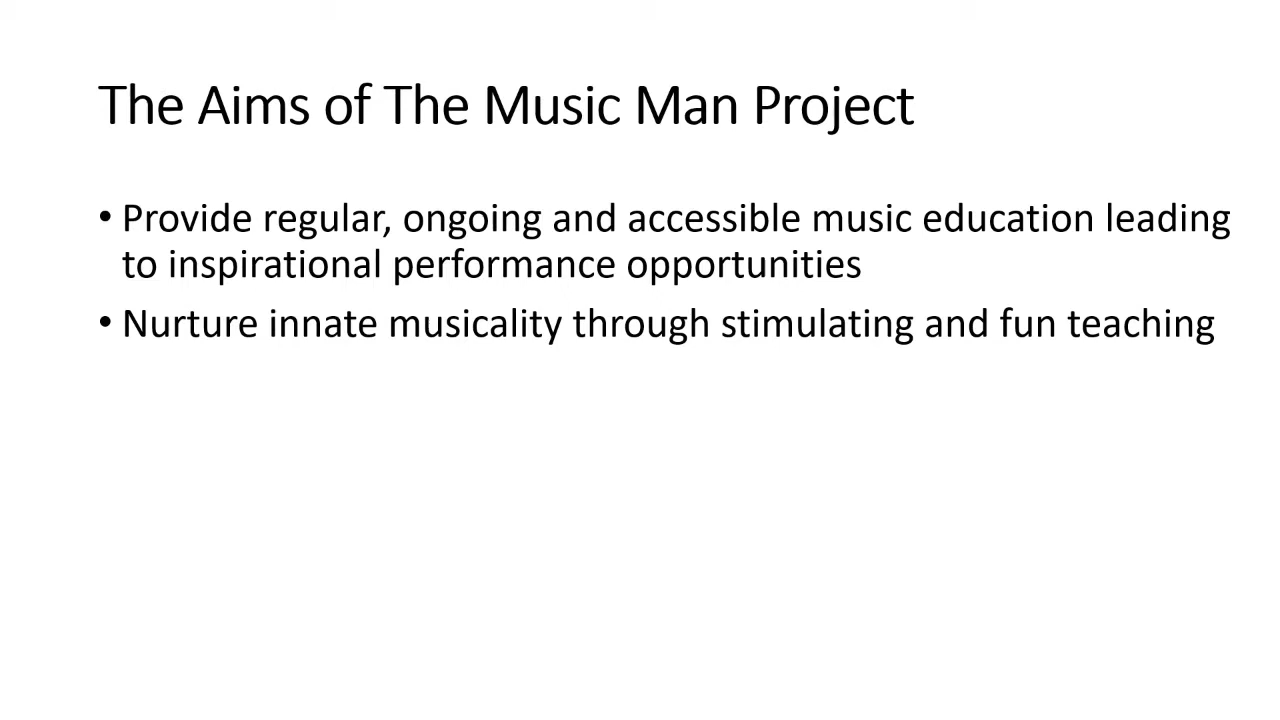 The Aims of The Music Man Project
• Provide regular, ongoing and accessible music education leading
to inspirational performance opportunities
• Nurture innate musicality through stimulating and fun teaching